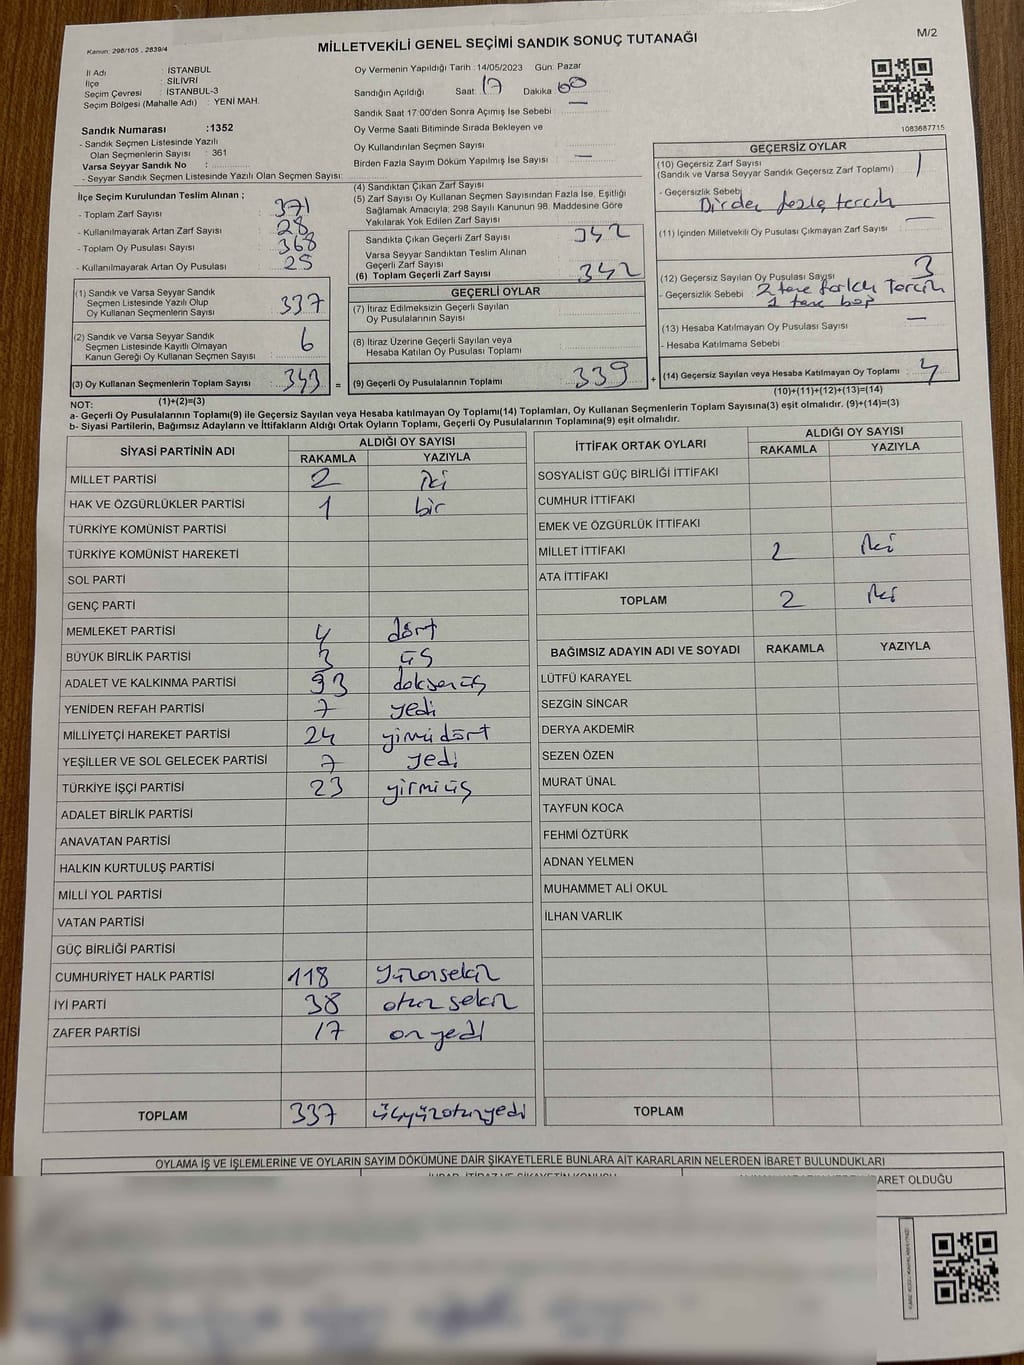 Kanun: 298/105 , 2839/4
MİLLETVEKİLİ GENEL SEÇİMİ SANDIK SONUÇ TUTANAĞI
M/2
İl Adı : İSTANBUL
İlçe : SİLİVRİ
Seçim Çevresi : İSTANBUL-3
Seçim Bölgesi (Mahalle Adı) : YENİ MAH.
Sandık Numarası :1352
- Sandık Seçmen Listesinde Yazılı
Olan Seçmenlerin Sayısı : 361
Varsa Seyyar Sandık No :
- Seyyar Sandık Seçmen Listesinde Yazılı Olan Seçmen Sayısı:
Oy Vermenin Yapıldığı Tarih :14/05/2023 Gün: Pazar
Sandığın Açıldığı Saat 17 Dakika 00
Sandık Saat 17:00'den Sonra Açımış İse Sebebi : —
Oy Verme Saati Bitiminde Sırada Bekleyen ve
Oy Kullandırılan Seçmen Sayısı :
Birden Fazla Sayım Döküm Yapılmış İse Sayısı : —
1083687715
İlçe Seçim Kurulundan Teslim Alınan ;
- Toplam Zarf Sayısı : 371
- Kullanılmayarak Artan Zarf Sayısı : 28
- Toplam Oy Pusulası Sayısı : 368
- Kullanılmayarak Artan Oy Pusulası : 25
(1) Sandık ve Varsa Seyyar Sandık
Seçmen Listesinde Yazılı Olup
Oy Kullanan Seçmenlerin Sayısı : 337
(2) Sandık ve Varsa Seyyar Sandık
Seçmen Listesinde Kayıtlı Olmayan
Kanun Gereği Oy Kullanan Seçmen Sayısı : 6
(3) Oy Kullanan Seçmenlerin Toplam Sayısı : 343 =
(1)+(2)=(3)
(4) Sandıktan Çıkan Zarf Sayısı
(5) Zarf Sayısı Oy Kullanan Seçmen Sayısından Fazla İse, Eşitliği
Sağlamak Amacıyla, 298 Sayılı Kanunun 98. Maddesine Göre
Yakılarak Yok Edilen Zarf Sayısı :
Sandıkta Çıkan Geçerli Zarf Sayısı : 342
Varsa Seyyar Sandıktan Teslim Alınan
Geçerli Zarf Sayısı :
(6) Toplam Geçerli Zarf Sayısı : 342
GEÇERLİ OYLAR
(7) İtiraz Edilmeksizin Geçerli Sayılan
Oy Pusulalarının Sayısı :
(8) İtiraz Üzerine Geçerli Sayılan veya
Hesaba Katılan Oy Pusulası Toplamı :
(9) Geçerli Oy Pusulalarının Toplamı : 339 +
GEÇERSİZ OYLAR
(10) Geçersiz Zarf Sayısı
(Sandık ve Varsa Seyyar Sandık Geçersiz Zarf Toplamı) : 1
- Geçersizlik Sebebi
Birden fazla tercih
(11) İçinden Milletvekili Oy Pusulası Çıkmayan Zarf Sayısı : —
(12) Geçersiz Sayılan Oy Pusulası Sayısı : 3
- Geçersizlik Sebebi : 2 tane farklı Tercih
1 tane boş
(13) Hesaba Katılmayan Oy Pusulası Sayısı : —
- Hesaba Katılmama Sebebi :
(14) Geçersiz Sayılan veya Hesaba Katılmayan Oy Toplamı : 4
(10)+(11)+(12)+(13)=(14)
NOT:
a- Geçerli Oy Pusulalarının Toplamı(9) ile Geçersiz Sayılan veya Hesaba katılmayan Oy Toplamı(14) Toplamları, Oy Kullanan Seçmenlerin Toplam Sayısına(3) eşit olmalıdır. (9)+(14)=(3)
b- Siyasi Partilerin, Bağımsız Adayların ve İttifakların Aldığı Ortak Oyların Toplamı, Geçerli Oy Pusulalarının Toplamına(9) eşit olmalıdır.
SİYASİ PARTİNİN ADI ALDIĞI OY SAYISI
RAKAMLA YAZIYLA
MİLLET PARTİSİ 2 iki
HAK VE ÖZGÜRLÜKLER PARTİSİ 1 bir
TÜRKİYE KOMÜNİST PARTİSİ
TÜRKİYE KOMÜNİST HAREKETİ
SOL PARTİ
GENÇ PARTİ
MEMLEKET PARTİSİ 4 dört
BÜYÜK BİRLİK PARTİSİ 3 üş
ADALET VE KALKINMA PARTİSİ 93 doksanüş
YENİDEN REFAH PARTİSİ 7 yedi
MİLLİYETÇİ HAREKET PARTİSİ 24 yirmidört
YEŞİLLER VE SOL GELECEK PARTİSİ 7 yedi
TÜRKİYE İŞÇİ PARTİSİ 23 yirmiüş
ADALET BİRLİK PARTİSİ
ANAVATAN PARTİSİ
HALKIN KURTULUŞ PARTİSİ
MİLLİ YOL PARTİSİ
VATAN PARTİSİ
GÜÇ BİRLİĞİ PARTİSİ
CUMHURİYET HALK PARTİSİ 118 yüzonsekiz
İYİ PARTİ 38 otuz sekiz
ZAFER PARTİSİ 17 on yedi
TOPLAM 337 üçyüzotuzyedi
İTTİFAK ORTAK OYLARI ALDIĞI OY SAYISI
RAKAMLA YAZIYLA
SOSYALİST GÜÇ BİRLİĞİ İTTİFAKI
CUMHUR İTTİFAKI
EMEK VE ÖZGÜRLÜK İTTİFAKI
MİLLET İTTİFAKI 2 iki
ATA İTTİFAKI
TOPLAM 2 iki
BAĞIMSIZ ADAYIN ADI VE SOYADI RAKAMLA YAZIYLA
LÜTFÜ KARAYEL
SEZGİN SİNCAR
DERYA AKDEMİR
SEZEN ÖZEN
MURAT ÜNAL
TAYFUN KOCA
FEHMİ ÖZTÜRK
ADNAN YELMEN
MUHAMMET ALİ OKUL
İLHAN VARLIK
TOPLAM
OYLAMA İŞ VE İŞLEMLERİNE VE OYLARIN SAYIM DÖKÜMÜNE DAİR ŞİKAYETLERLE BUNLARA AİT KARARLARIN NELERDEN İBARET BULUNDUKLARI
BARET OLDUĞU